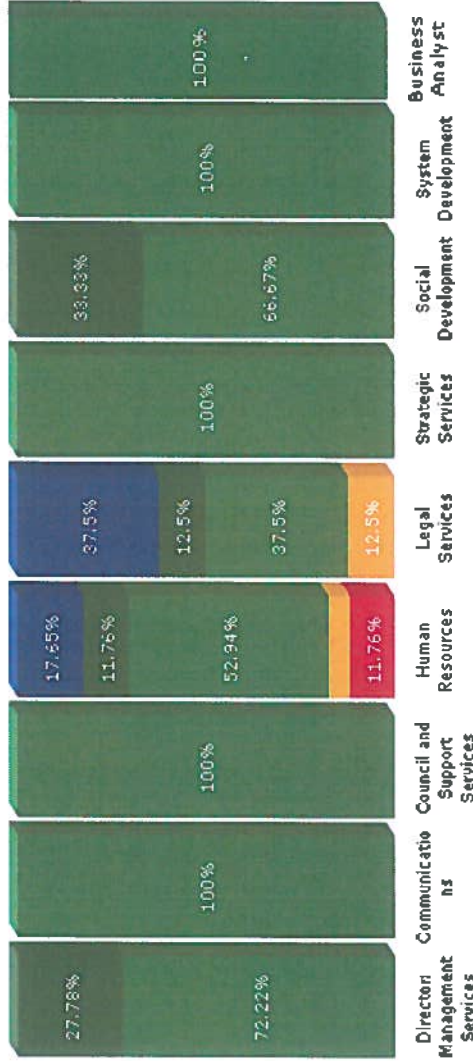 27.78%
72.22%
Director:
Management
Services
100%
Communicatio
ns
100%
Council and
Support
Services
17.65%
11.76%
52.94%
11.76%
Human
Resources
37.5%
12.5%
37.5%
12.5%
Legal
Services
100%
Strategic
Services
33.33%
66.67%
Social
Development
100%
System
Development
100%
Business
Analyst